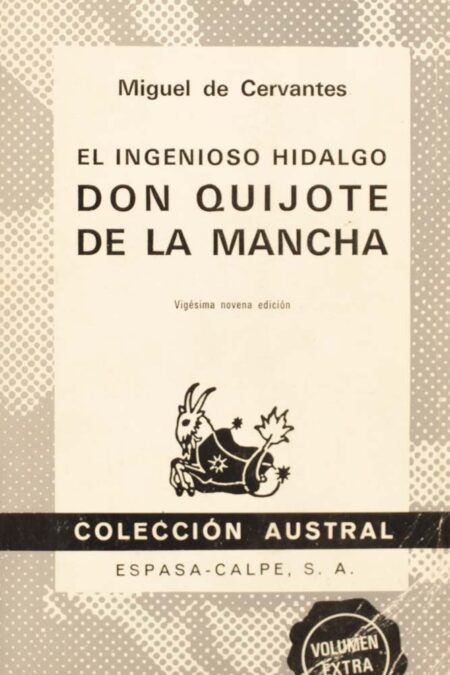 Miguel de Cervantes
EL INGENIOSO HIDALGO
DON QUIJOTE
DE LA MANCHA
Vigésima novena edición
COLECCIÓN AUSTRAL
ESPASA-CALPE, S. A.
VOLUMEN
EXTRA